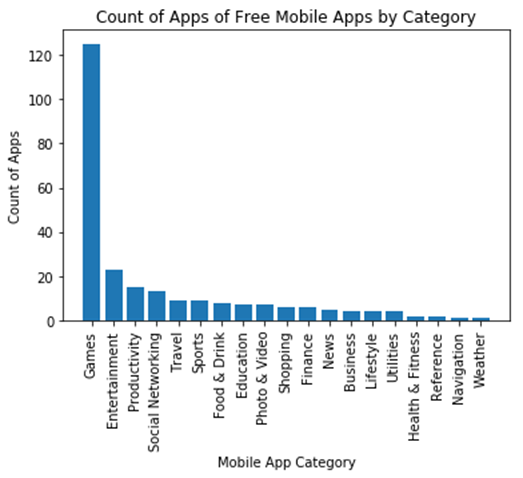 Count of Apps of Free Mobile Apps by Category
Count of Apps
120
100
80
60
40
20
0
Games
Entertainment
Productivity
Social Networking
Travel
Sports
Food & Drink
Education
Photo & Video
Shopping
Finance
News
Business
Lifestyle
Utilities
Health & Fitness
Reference
Navigation
Weather
Mobile App Category